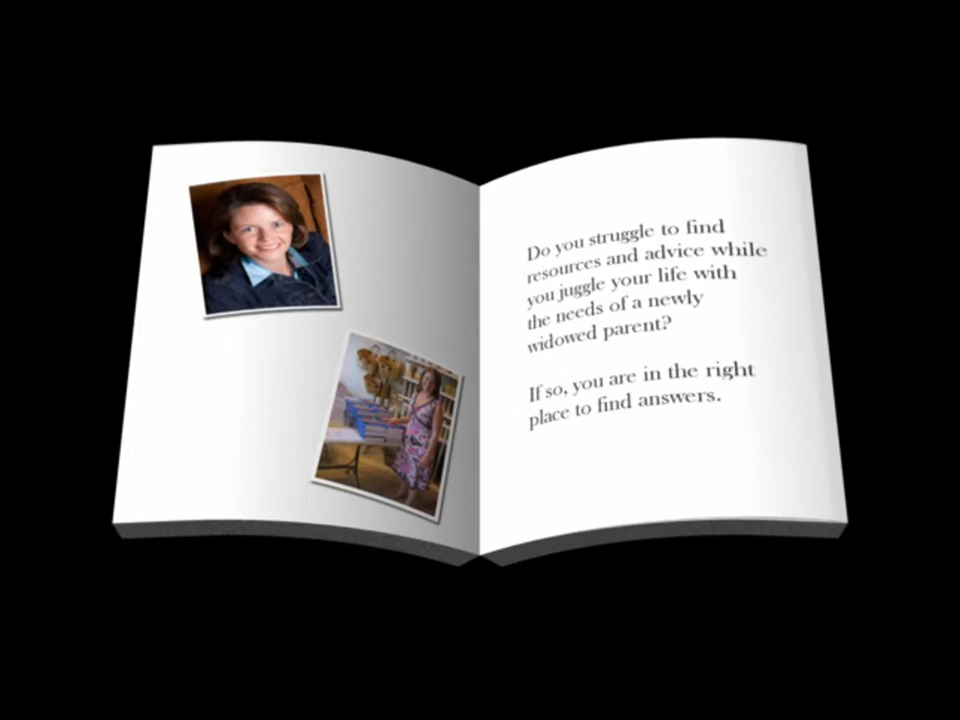 Do you struggle to find
resources and advice while
you juggle your life with
the needs of a newly
widowed parent?
If so, you are in the right
place to find answers.